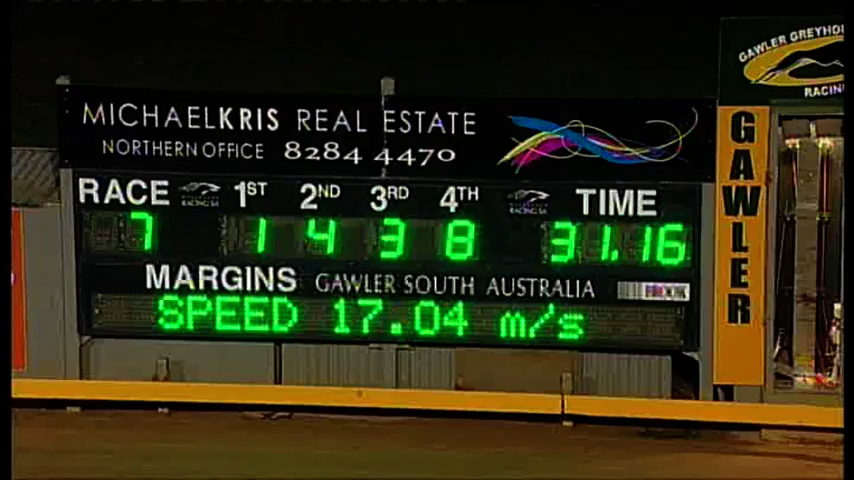 MICHAELKRIS REAL ESTATE
NORTHERN OFFICE 8284 4470
RACE 1ST 2ND 3RD 4TH TIME
7 1 4 3 8 31.16
MARGINS GAWLER SOUTH AUSTRALIA
SPEED 17.04 m/s
GAWLER GREYHO
RACIN
GAWLER